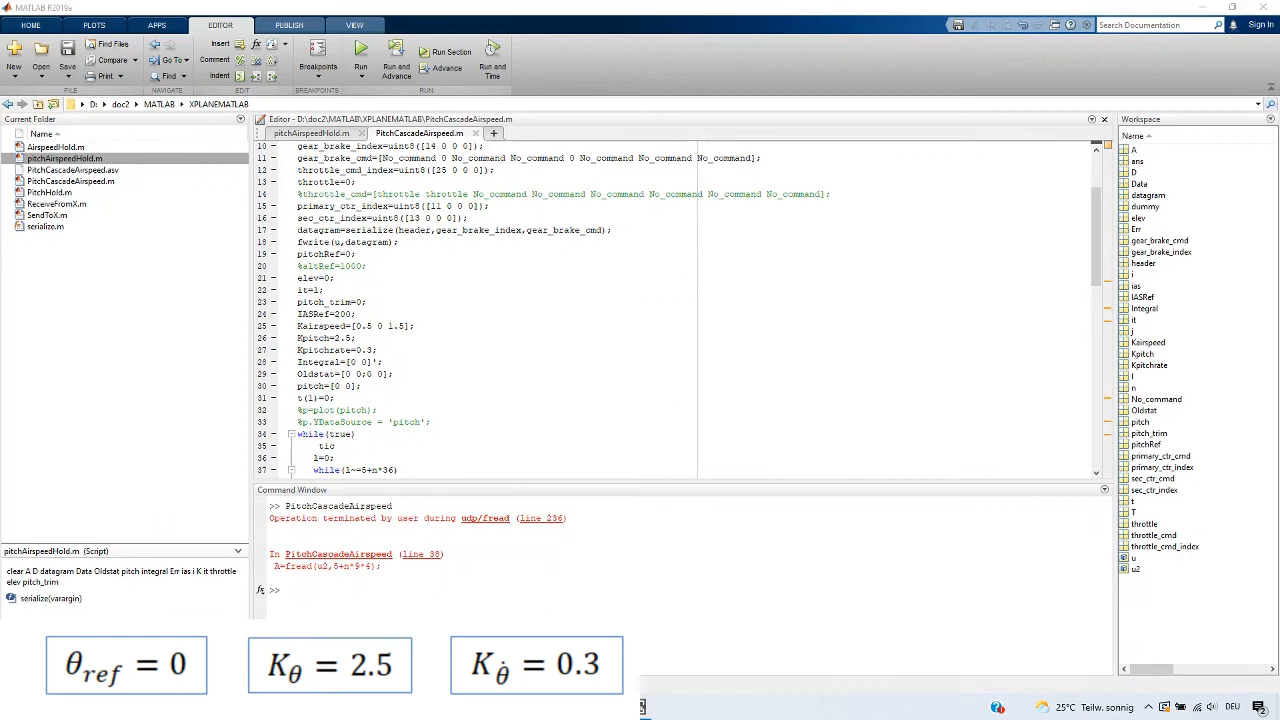 MATLAB R2019a
HOME PLOTS APPS EDITOR PUBLISH VIEW Search Documentation Sign In
New Open Save Find Files Compare Print Go To Find Insert Comment Indent Breakpoints Run Run and Advance Run Section Advance Run and Time
FILE NAVIGATE EDIT BREAKPOINTS RUN
D: doc2 MATLAB XPLANEMATLAB
Current Folder
Name
AirspeedHold.m
pitchAirspeedHold.m
PitchCascadeAirspeed.asv
PitchCascadeAirspeed.m
PitchHold.m
ReceiveFromX.m
SendToX.m
serialize.m
pitchAirspeedHold.m (Script)
clear A D datagram Data Oldstat pitch integral Err ias i K it throttle
elev pitch_trim
serialize(varargin)
Editor - D:\doc2\MATLAB\XPLANEMATLAB\PitchCascadeAirspeed.m
pitchAirspeedHold.m PitchCascadeAirspeed.m
10 gear_brake_index=uint8([14 0 0 0]);
11 gear_brake_cmd=[No_command 0 No_command No_command 0 No_command No_command No_command];
12 throttle_cmd_index=uint8([25 0 0 0]);
13 throttle=0;
14 %throttle_cmd=[throttle throttle No_command No_command No_command No_command No_command No_command];
15 primary_ctr_index=uint8([11 0 0 0]);
16 sec_ctr_index=uint8([13 0 0 0]);
17 datagram=serialize(header,gear_brake_index,gear_brake_cmd);
18 fwrite(u,datagram);
19 pitchRef=0;
20 %altRef=1000;
21 elev=0;
22 it=1;
23 pitch_trim=0;
24 IASRef=200;
25 Kairspeed=[0.5 0 1.5];
26 Kpitch=2.5;
27 Kpitchrate=0.3;
28 Integral=[0 0]';
29 Oldstat=[0 0;0 0];
30 pitch=[0 0];
31 t(1)=0;
32 %p=plot(pitch);
33 %p.YDataSource = 'pitch';
34 while(true)
35 tic
36 l=0;
37 while(l~=5+n*36)
Command Window
>> PitchCascadeAirspeed
Operation terminated by user during udp/fread (line 236)
In PitchCascadeAirspeed (line 38)
A=fread(u2,5+n*9*4);
fx >>
Workspace
Name
A
ans
D
Data
datagram
dummy
elev
Err
gear_brake_cmd
gear_brake_index
header
i
ias
IASRef
Integral
it
j
Kairspeed
Kpitch
Kpitchrate
l
n
No_command
Oldstat
pitch
pitch_trim
pitchRef
primary_ctr_cmd
primary_ctr_index
sec_ctr_cmd
sec_ctr_index
t
T
throttle
throttle_cmd
throttle_cmd_index
u
u2
θref = 0 Kθ = 2.5 Kθ̇ = 0.3
25°C Teilw. sonnig DEU